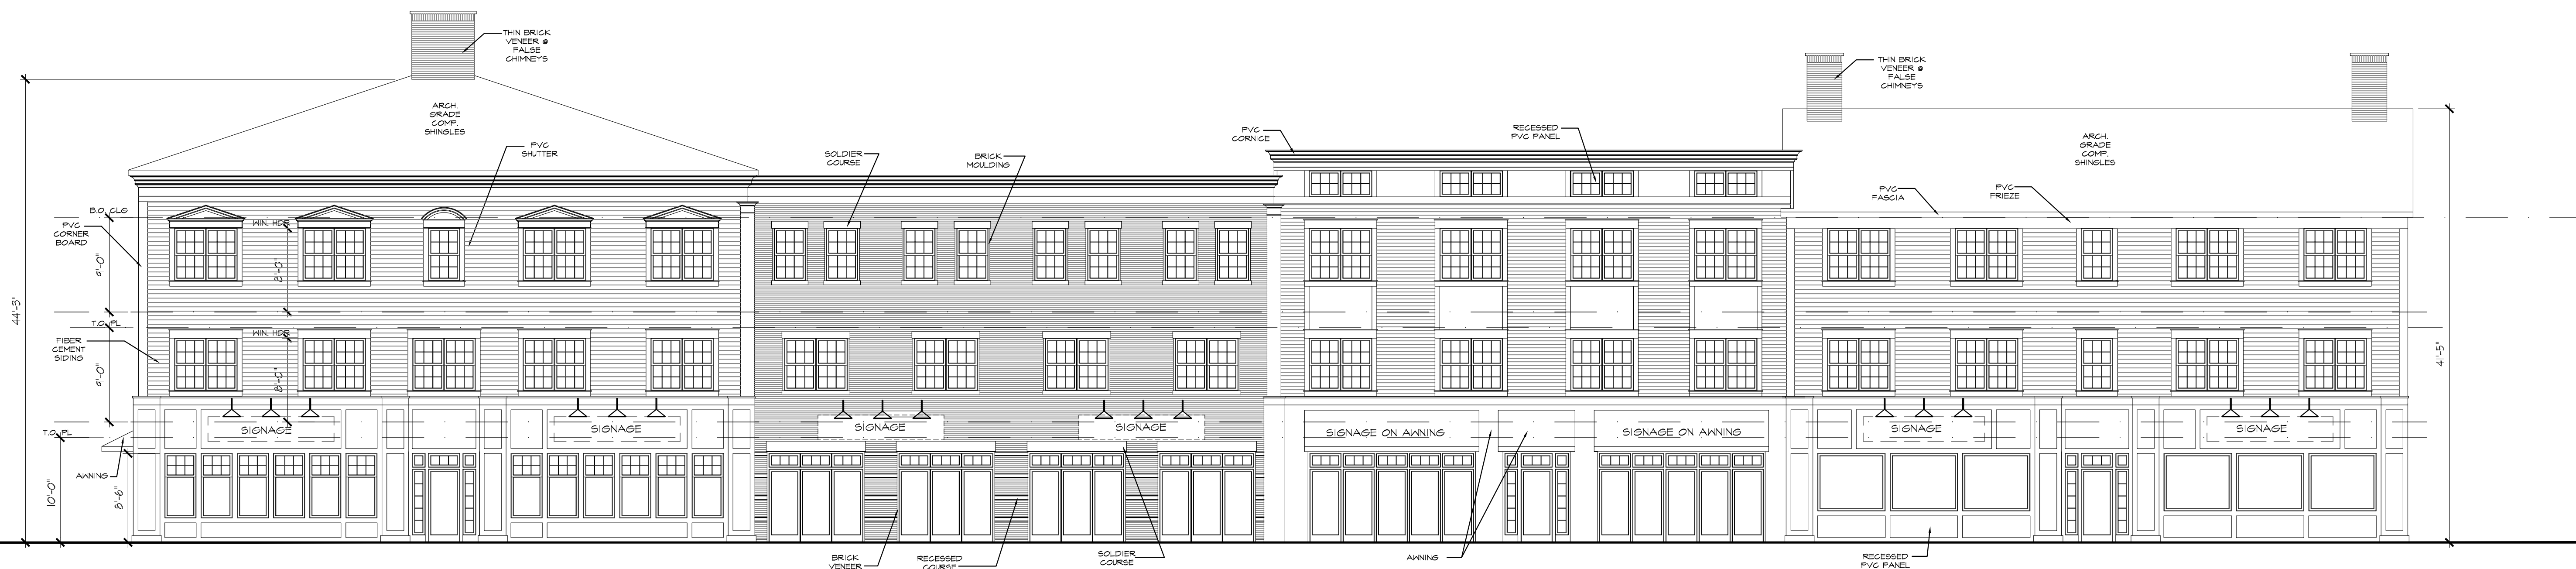 THIN BRICK
VENEER @
FALSE
CHIMNEYS
THIN BRICK
VENEER @
FALSE
CHIMNEYS
ARCH.
GRADE
COMP.
SHINGLES
PVC
SHUTTER
SOLDIER
COURSE
BRICK
MOULDING
PVC
CORNICE
RECESSED
PVC PANEL
ARCH.
GRADE
COMP.
SHINGLES
PVC
FASCIA
PVC
FRIEZE
B.O. CLG
WIN. HDR.
PVC
CORNER
BOARD
9'-0"
8'-0"
44'-3"
T.O. PL
WIN. HDR.
FIBER
CEMENT
SIDING
9'-0"
8'-0"
41'-5"
T.O. PL
SIGNAGE
SIGNAGE
SIGNAGE
SIGNAGE
SIGNAGE ON AWNING
SIGNAGE ON AWNING
SIGNAGE
SIGNAGE
AWNING
10'-0"
8'-6"
BRICK
VENEER
RECESSED
COURSE
SOLDIER
COURSE
AWNING
RECESSED
PVC PANEL